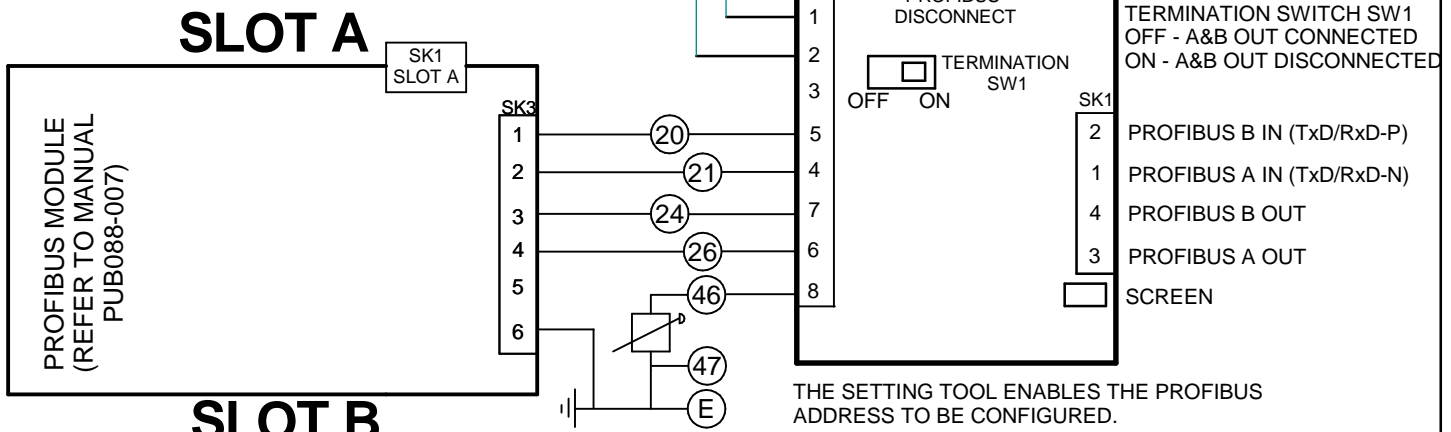 SLOT A
SK1
SLOT A
PROFIBUS MODULE
(REFER TO MANUAL
PUB088-007)
SK3
1
2
3
4
5
6
20
21
24
26
46
47
E
SLOT B
DISCONNECT
1
2
3
5
4
7
6
8
TERMINATION
SW1
OFF ON
SK1
2 PROFIBUS B IN (TxD/RxD-P)
1 PROFIBUS A IN (TxD/RxD-N)
4 PROFIBUS B OUT
3 PROFIBUS A OUT
SCREEN
TERMINATION SWITCH SW1
OFF - A&B OUT CONNECTED
ON - A&B OUT DISCONNECTED
THE SETTING TOOL ENABLES THE PROFIBUS
ADDRESS TO BE CONFIGURED.